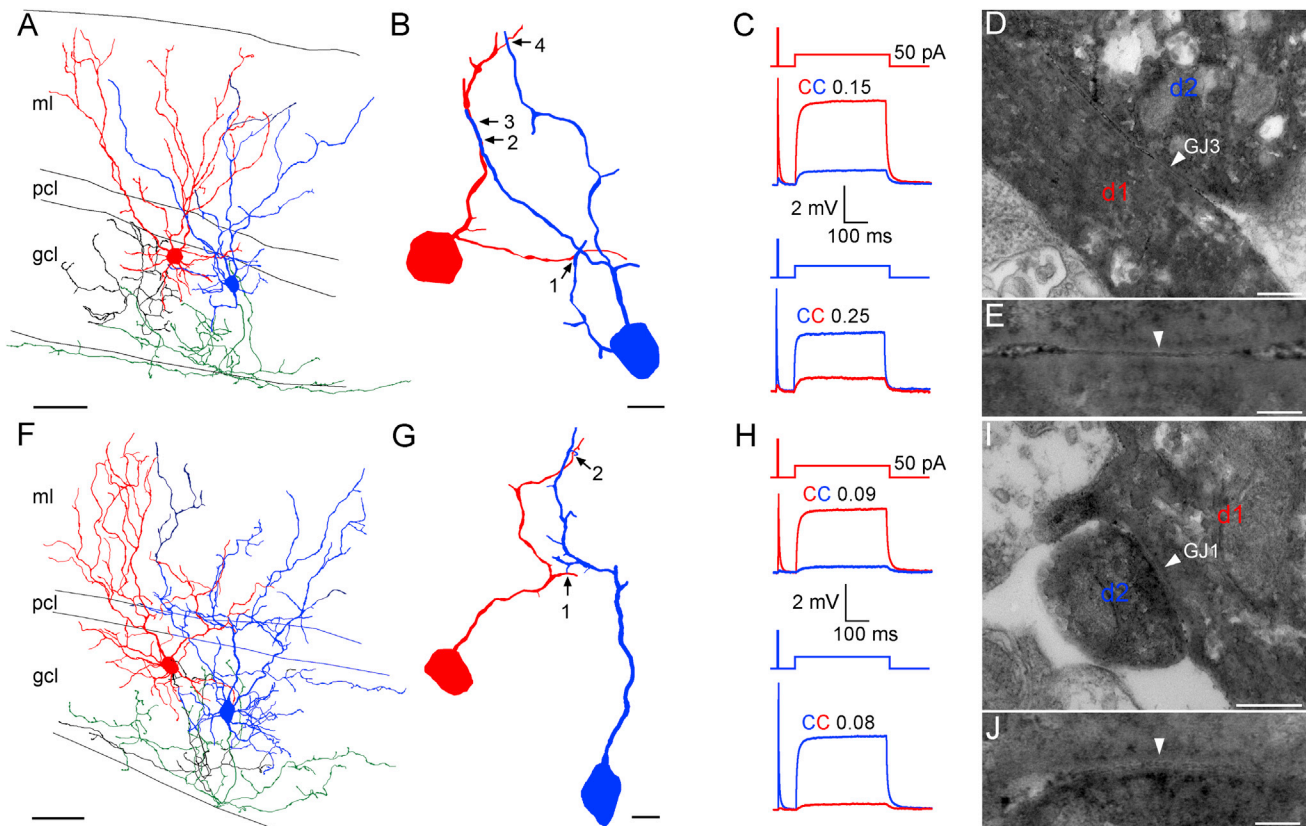 A
ml
pcl
gcl
B
4
3
2
1
C
50 pA
CC 0.15
2 mV
100 ms
CC 0.25
D
d2
GJ3
d1
E
F
ml
pcl
gcl
G
2
1
H
50 pA
CC 0.09
2 mV
100 ms
CC 0.08
I
d1
GJ1
d2
J